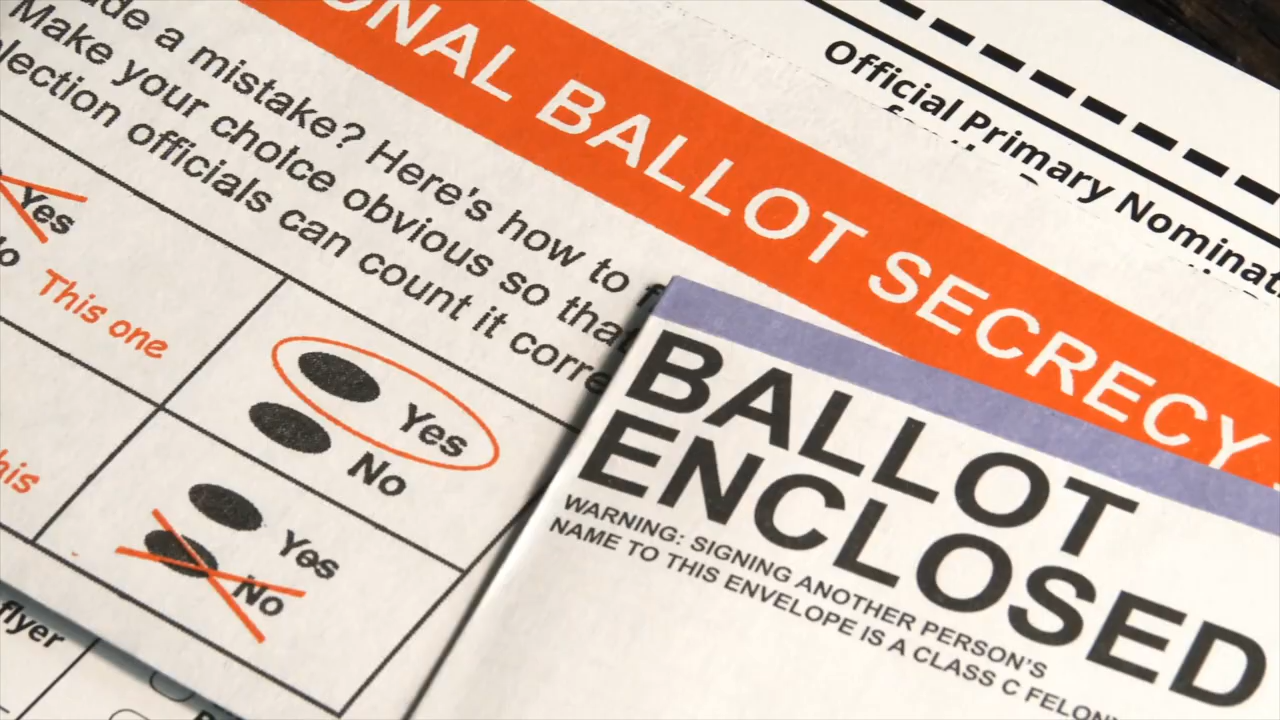 ONAL BALLOT SECRECY
Official Primary Nominat
ade a mistake? Here's how to
Make your choice obvious so that
lection officials can count it corre
Yes
This one
Yes
No
his
Yes
No
BALLOT
ENCLOSED
WARNING: SIGNING ANOTHER PERSON'S
NAME TO THIS ENVELOPE IS A CLASS C FELONY
flyer